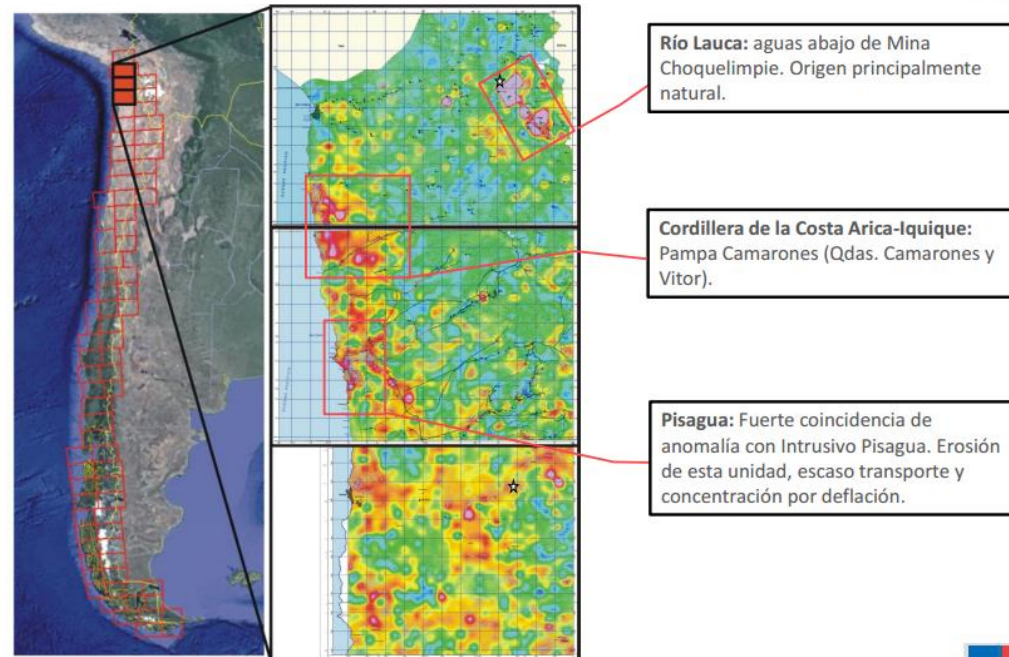 Río Lauca: aguas abajo de Mina
Choquelimpie. Origen principalmente
natural.
Cordillera de la Costa Arica-Iquique:
Pampa Camarones (Qdas. Camarones y
Vitor).
Pisagua: Fuerte coincidencia de
anomalía con Intrusivo Pisagua. Erosión
de esta unidad, escaso transporte y
concentración por deflación.